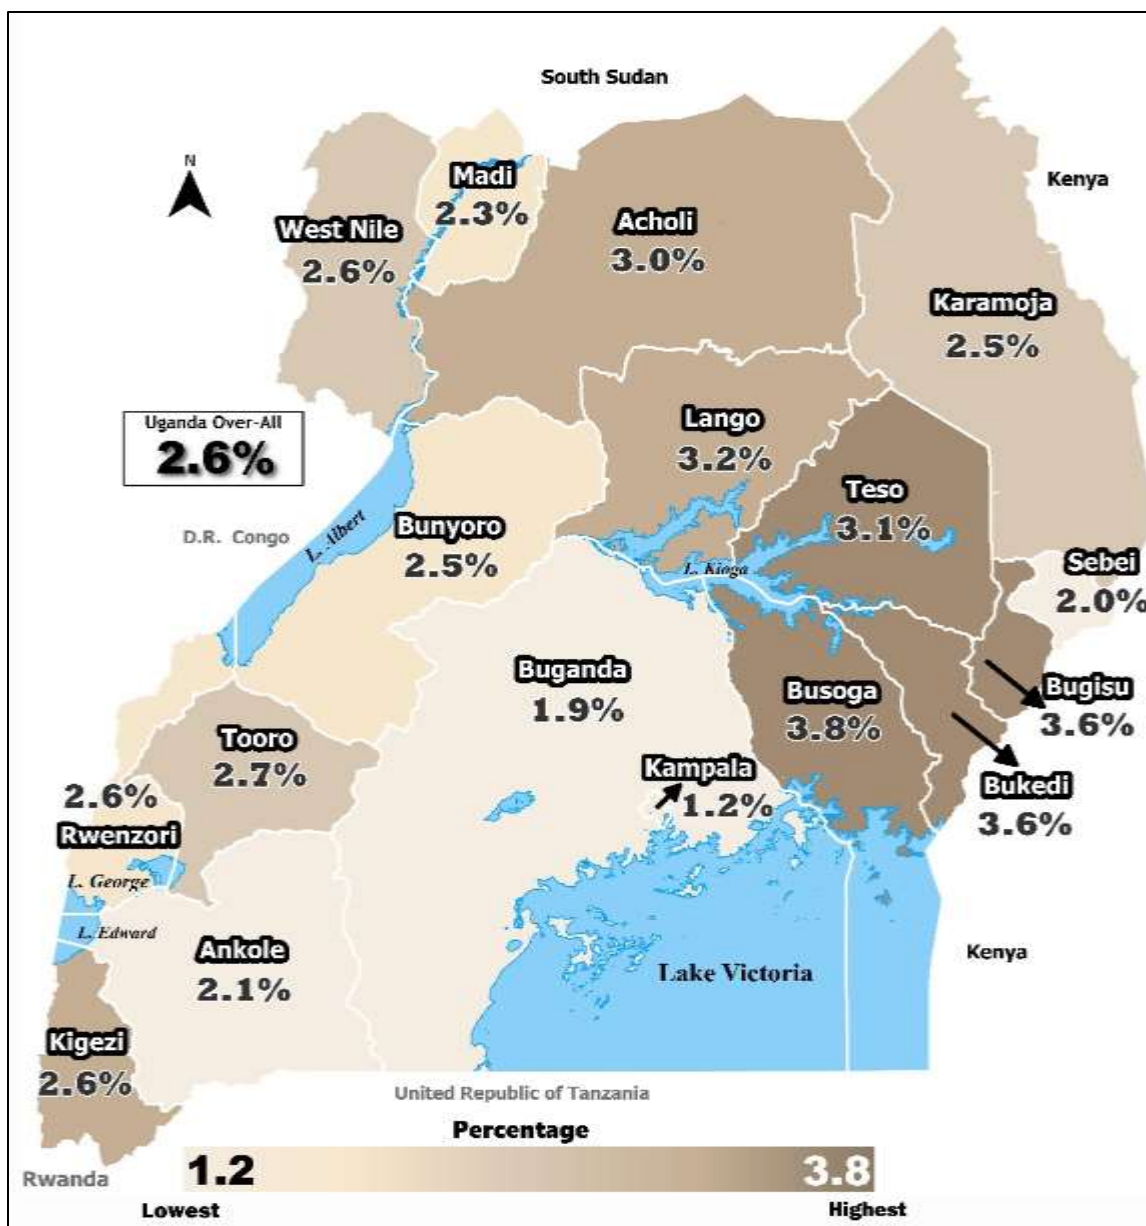 South Sudan
N
Kenya
Madi
2.3%
West Nile
2.6%
Acholi
3.0%
Karamoja
2.5%
Uganda Over-All
2.6%
Lango
3.2%
Teso
3.1%
D.R. Congo
L. Albert
Bunyoro
2.5%
L. Kioga
Sebei
2.0%
Buganda
1.9%
Busoga
3.8%
Bugisu
3.6%
Tooro
2.7%
Kampala
1.2%
Bukedi
3.6%
2.6%
Rwenzori
L. George
L. Edward
Ankole
2.1%
Lake Victoria
Kenya
Kigezi
2.6%
United Republic of Tanzania
Percentage
Rwanda
1.2
3.8
Lowest
Highest